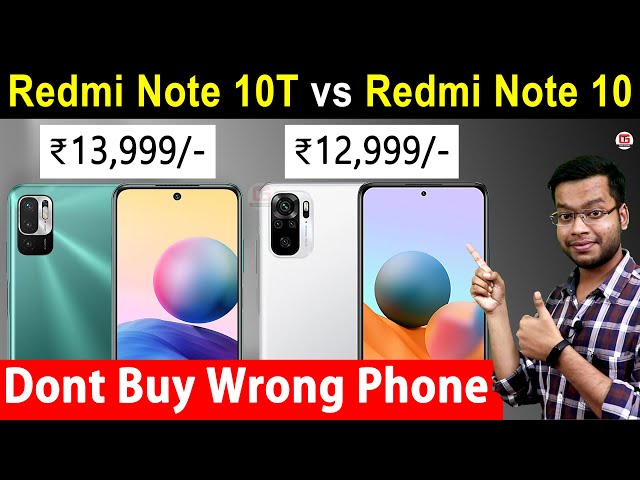 Redmi Note 10T vs Redmi Note 10
₹13,999/-
₹12,999/-
Dont Buy Wrong Phone